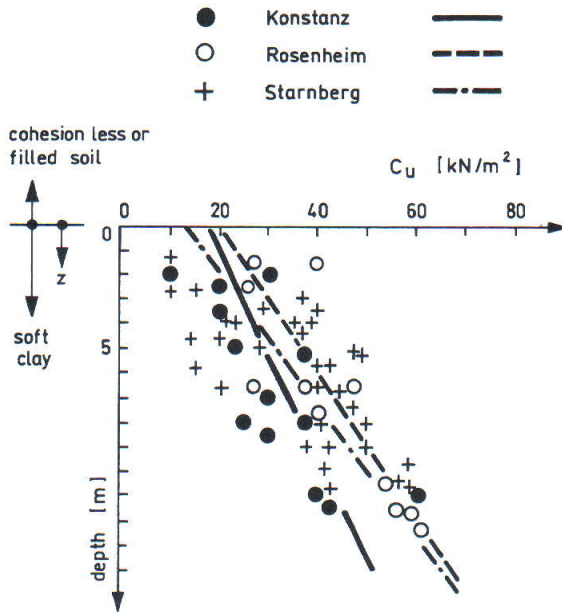 Konstanz
Rosenheim
Starnberg
cohesion less or
filled soil
Cu [kN/m²]
0 20 40 60 80
0
z
soft
clay
5
depth [m]